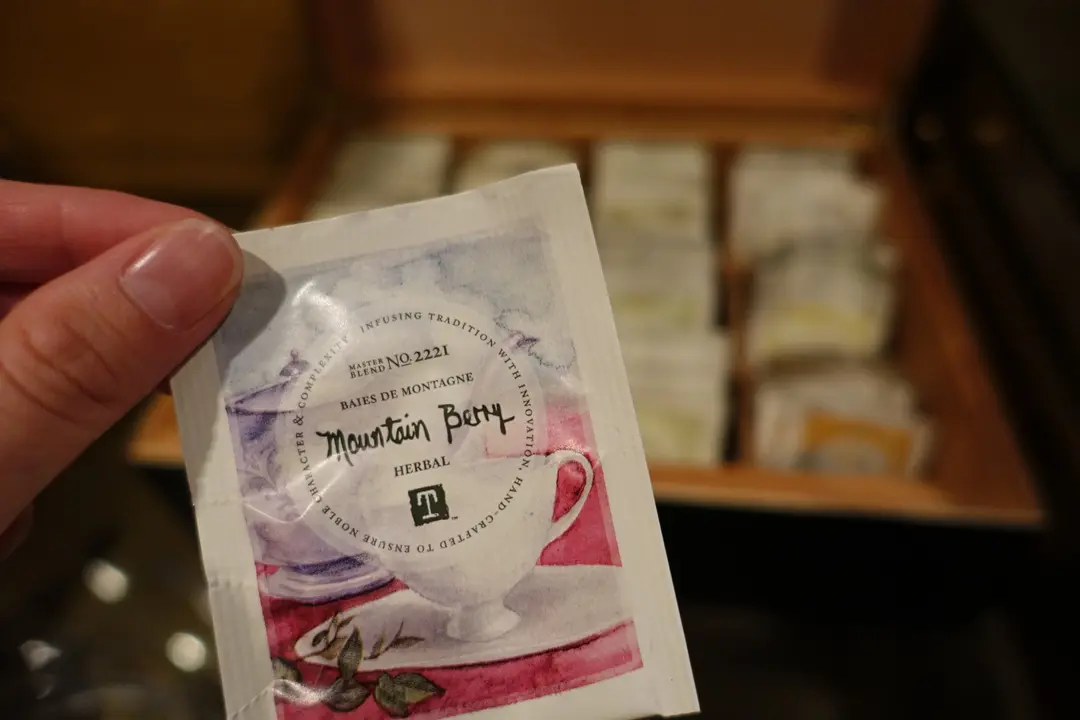 INFUSING TRADITION WITH INNOVATION, HAND-CRAFTED TO ENSURE NOBLE CHARACTER & COMPLEXITY
MASTER BLEND NO. 2221
BAIES DE MONTAGNE
Mountain Berry
HERBAL
T